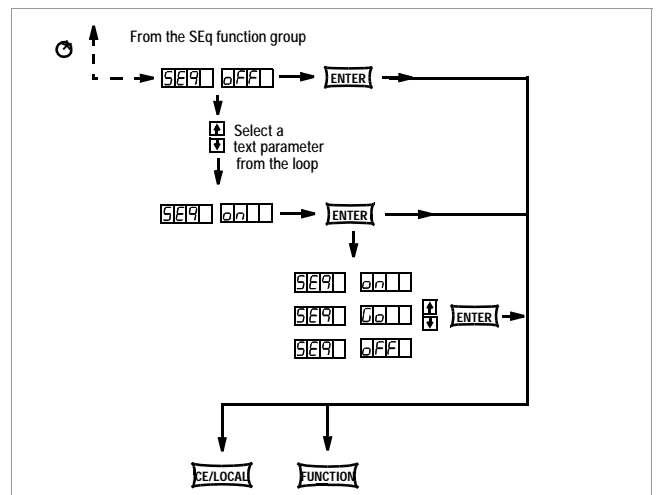 From the SEq function group
SEq oFF ENTER
Select a
text parameter
from the loop
SEq on ENTER
SEq on
SEq Go ENTER
SEq oFF
CE/LOCAL FUNCTION